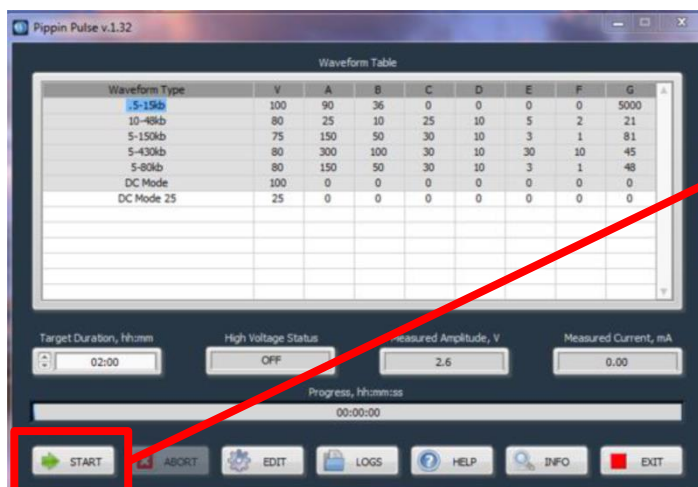 Pippin Pulse v.1.32
Waveform Table
Waveform Type V A B C D E F G
.5-15kb 100 90 36 0 0 0 0 5000
10-48kb 80 25 10 25 10 5 2 21
5-150kb 75 150 50 30 10 3 1 81
5-430kb 80 300 100 30 10 30 10 45
5-80kb 80 150 50 30 10 3 1 48
DC Mode 100 0 0 0 0 0 0 0
DC Mode 25 25 0 0 0 0 0 0 0
Target Duration, hh:mm High Voltage Status Measured Amplitude, V Measured Current, mA
02:00 OFF 2.6 0.00
Progress, hh:mm:ss
00:00:00
START ABORT EDIT LOGS HELP INFO EXIT